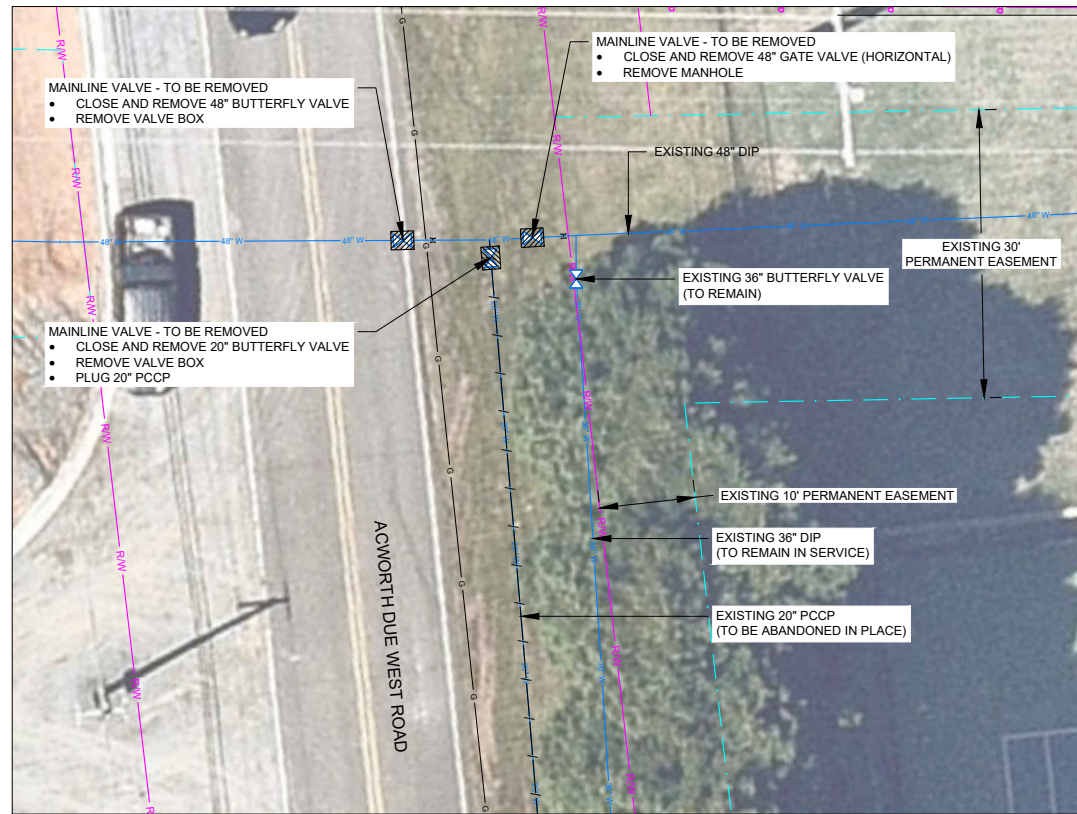 MAINLINE VALVE - TO BE REMOVED
• CLOSE AND REMOVE 48" GATE VALVE (HORIZONTAL)
• REMOVE MANHOLE
MAINLINE VALVE - TO BE REMOVED
• CLOSE AND REMOVE 48" BUTTERFLY VALVE
• REMOVE VALVE BOX
EXISTING 48" DIP
EXISTING 30'
PERMANENT EASEMENT
EXISTING 36" BUTTERFLY VALVE
(TO REMAIN)
MAINLINE VALVE - TO BE REMOVED
• CLOSE AND REMOVE 20" BUTTERFLY VALVE
• REMOVE VALVE BOX
• PLUG 20" PCCP
EXISTING 10' PERMANENT EASEMENT
EXISTING 36" DIP
(TO REMAIN IN SERVICE)
EXISTING 20" PCCP
(TO BE ABANDONED IN PLACE)
ACWORTH DUE WEST ROAD
48" W
48" W
48" W
48" W
48" W
48" W
48" W
R/W
R/W
R/W
R/W
R/W
R/W
R/W
R/W
R/W
R/W
R/W
R/W
G
G
G
G
G
G
G
G
G
G